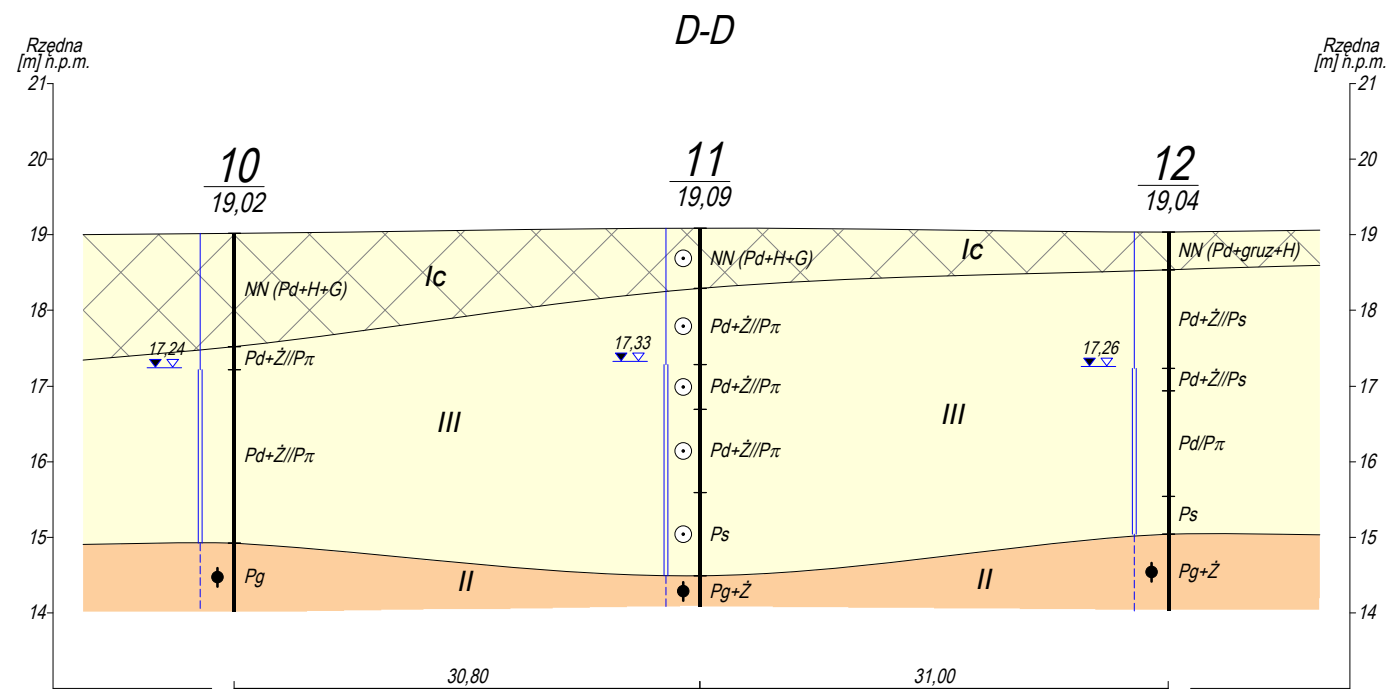 D-D
Rzędna
[m] n.p.m.
Rzędna
[m] n.p.m.
21
21
20
20
10
19,02
11
19,09
12
19,04
19
19
Ic
Ic
NN (Pd+H+G)
NN (Pd+H+G)
NN (Pd+gruz+H)
18
18
Pd+Ż//Pπ
Pd+Ż//Ps
17,24
17,33
17,26
Pd+Ż//Pπ
17
17
Pd+Ż//Pπ
Pd+Ż//Ps
III
III
16
16
Pd+Ż//Pπ
Pd+Ż//Pπ
Pd/Pπ
15
15
Ps
Ps
Pg
II
Pg+Ż
II
Pg+Ż
14
14
30,80
31,00